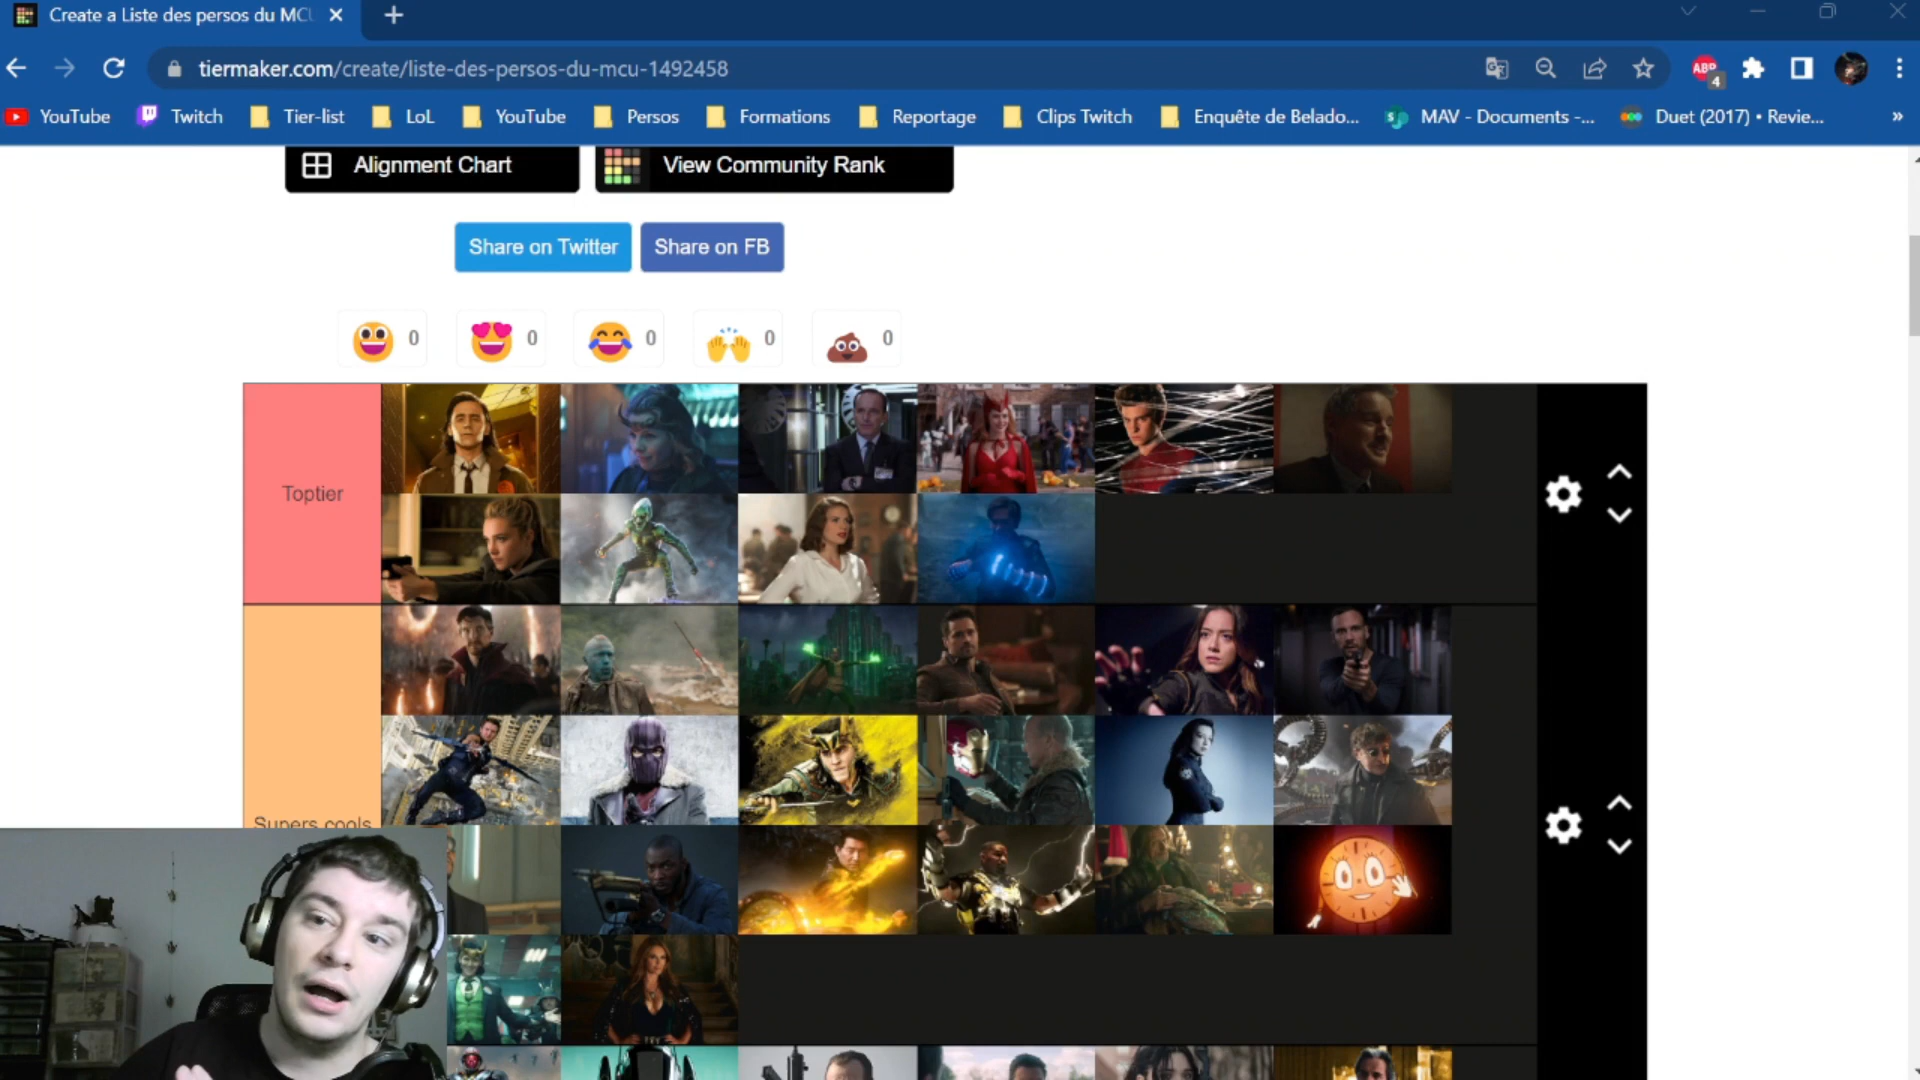 Create a Liste des persos du MCU
tiermaker.com/create/liste-des-persos-du-mcu-1492458
ABP
4
YouTube
Twitch
Tier-list
LoL
YouTube
Persos
Formations
Reportage
Clips Twitch
Enquête de Belado...
MAV - Documents -...
Duet (2017) • Revie...
»
Alignment Chart
View Community Rank
Share on Twitter
Share on FB
0
0
0
0
0
Toptier
Supers cools